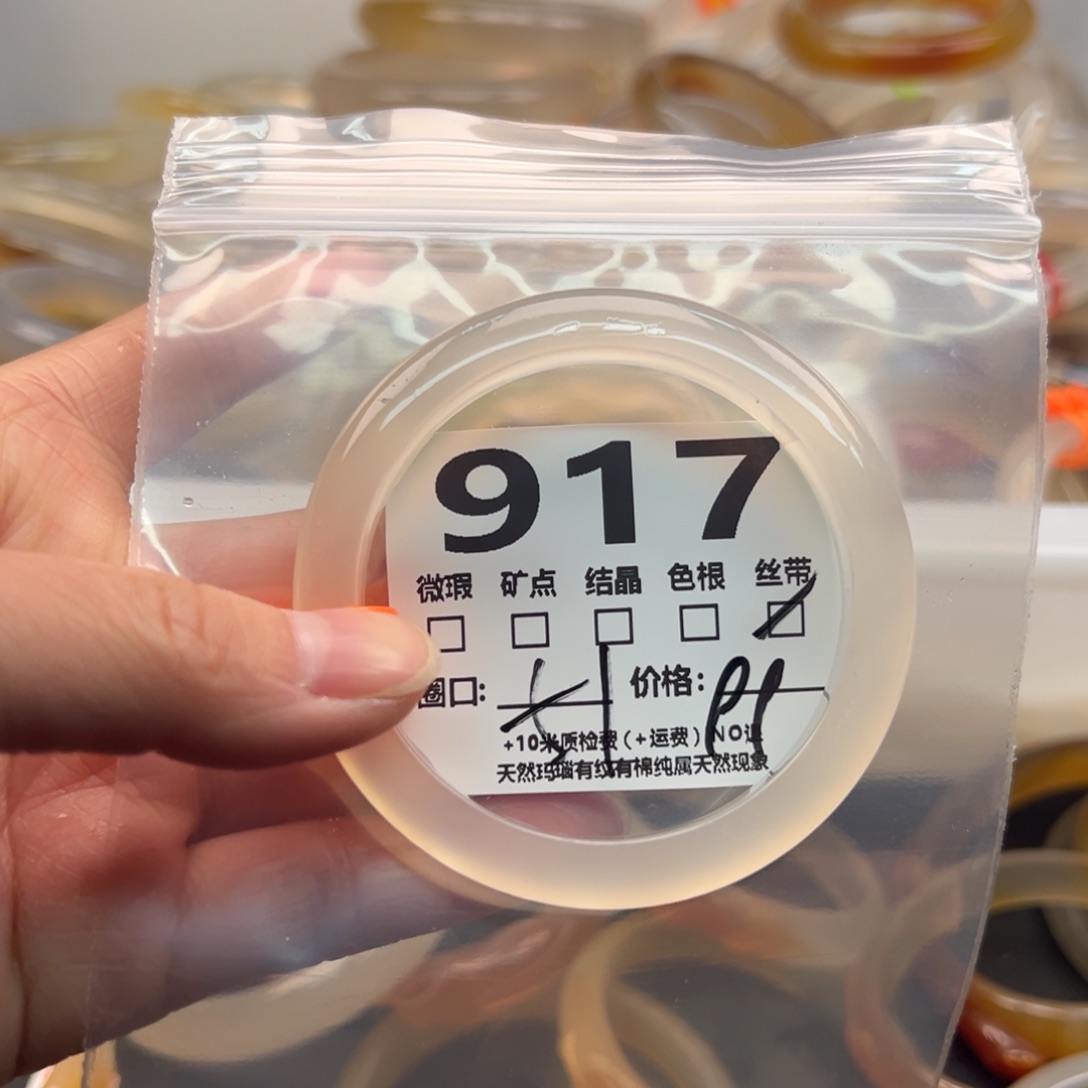 917
微瑕 矿点 结晶 色根 丝带
圈口: 价格:
+10米质检费(+运费)NO退
天然玛瑙有纹有棉纯属天然现象